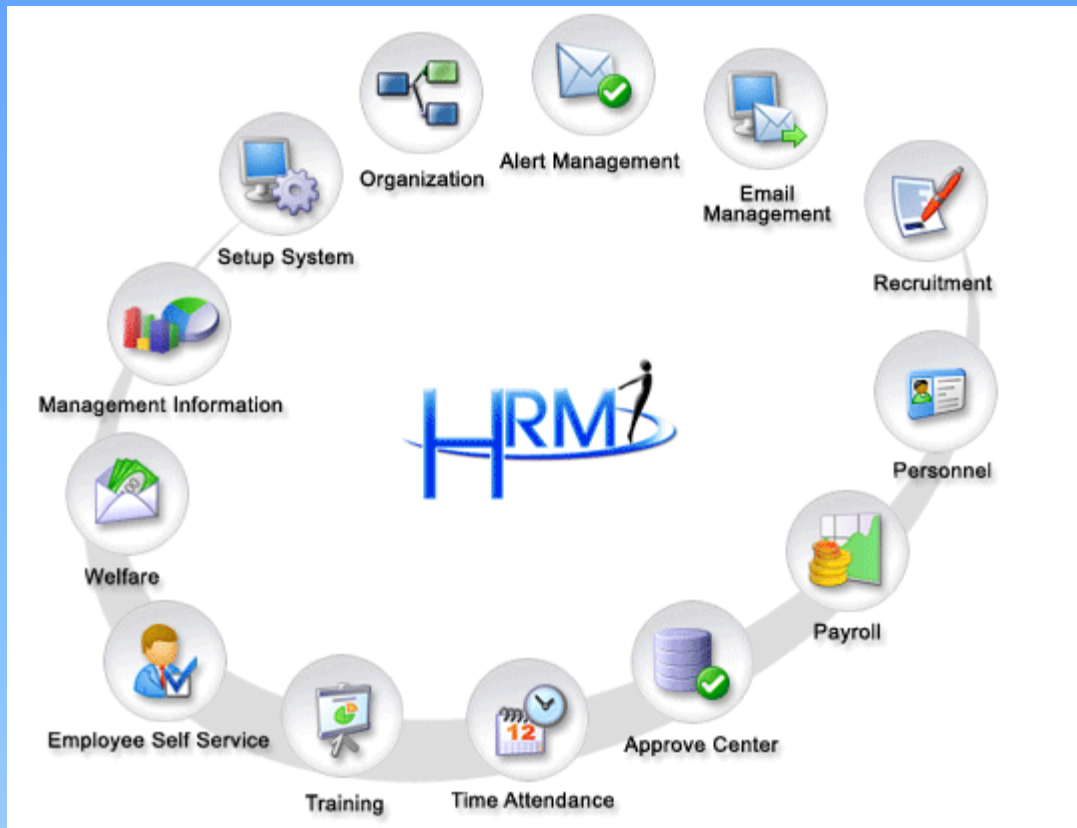 Organization
Alert Management
Email
Management
Setup System
Recruitment
Management Information
HRM
Personnel
Welfare
Payroll
Employee Self Service
12
Approve Center
Training
Time Attendance